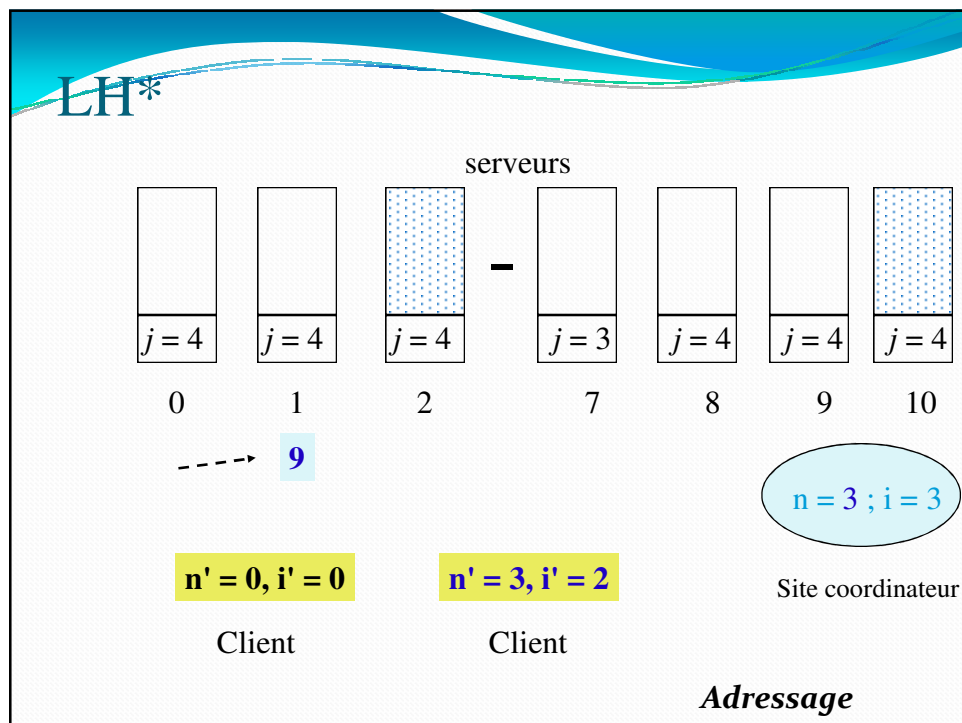 LH*
serveurs
j = 4 j = 4 j = 4 j = 3 j = 4 j = 4 j = 4
0 1 2 7 8 9 10
9
n = 3 ; i = 3
n' = 0, i' = 0 n' = 3, i' = 2
Site coordinateur
Client Client
Adressage